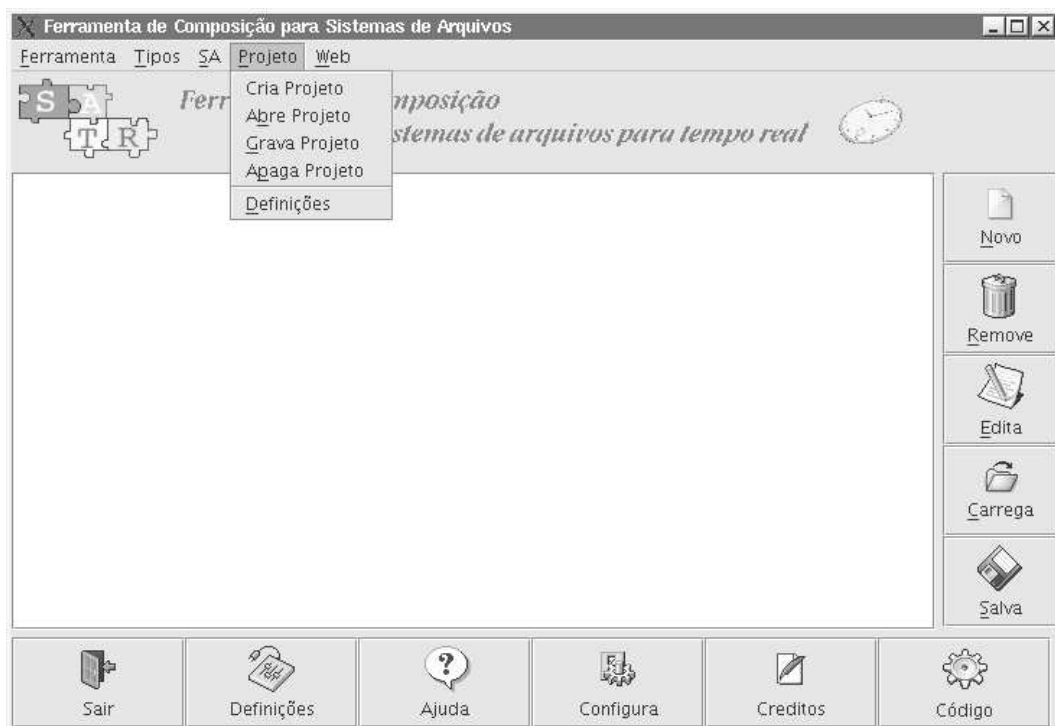 Ferramenta de Composição para Sistemas de Arquivos
Ferramenta Tipos SA Projeto Web
Cria Projeto
Abre Projeto
Grava Projeto
Apaga Projeto
Definições
S A
T R
Ferr mposição
stemas de arquivos para tempo real
Novo
Remove
Edita
Carrega
Salva
Sair Definições Ajuda Configura Creditos Código